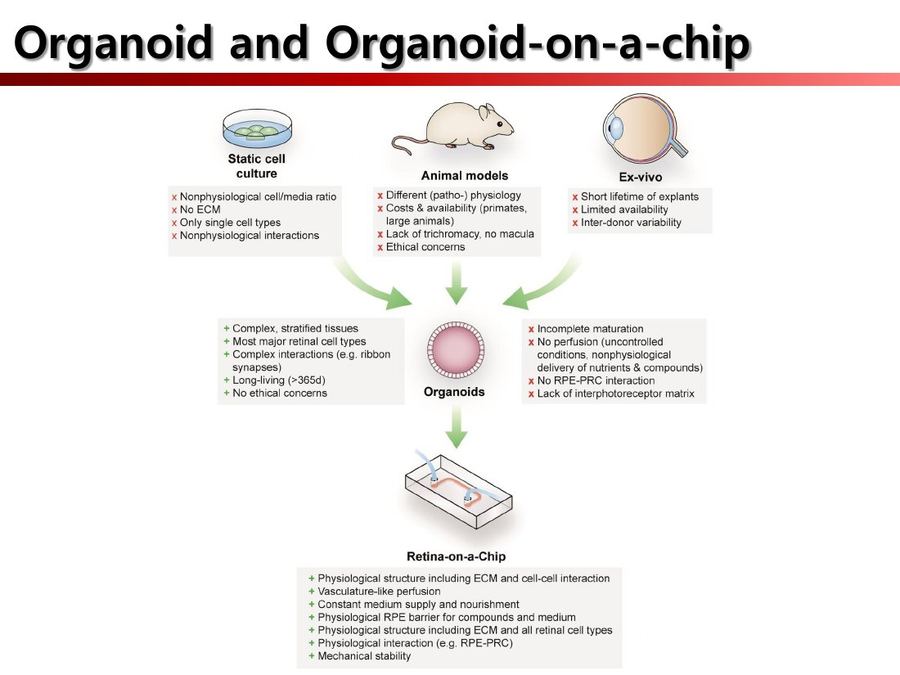 Organoid and Organoid-on-a-chip
Static cell
culture
x Nonphysiological cell/media ratio
x No ECM
x Only single cell types
x Nonphysiological interactions
Animal models
x Different (patho-) physiology
x Costs & availability (primates,
large animals)
x Lack of trichromacy, no macula
x Ethical concerns
Ex-vivo
x Short lifetime of explants
x Limited availability
x Inter-donor variability
+ Complex, stratified tissues
+ Most major retinal cell types
+ Complex interactions (e.g. ribbon
synapses)
+ Long-living (>365d)
+ No ethical concerns
Organoids
x Incomplete maturation
x No perfusion (uncontrolled
conditions, nonphysiological
delivery of nutrients & compounds)
x No RPE-PRC interaction
x Lack of interphotoreceptor matrix
Retina-on-a-Chip
+ Physiological structure including ECM and cell-cell interaction
+ Vasculature-like perfusion
+ Constant medium supply and nourishment
+ Physiological RPE barrier for compounds and medium
+ Physiological structure including ECM and all retinal cell types
+ Physiological interaction (e.g. RPE-PRC)
+ Mechanical stability